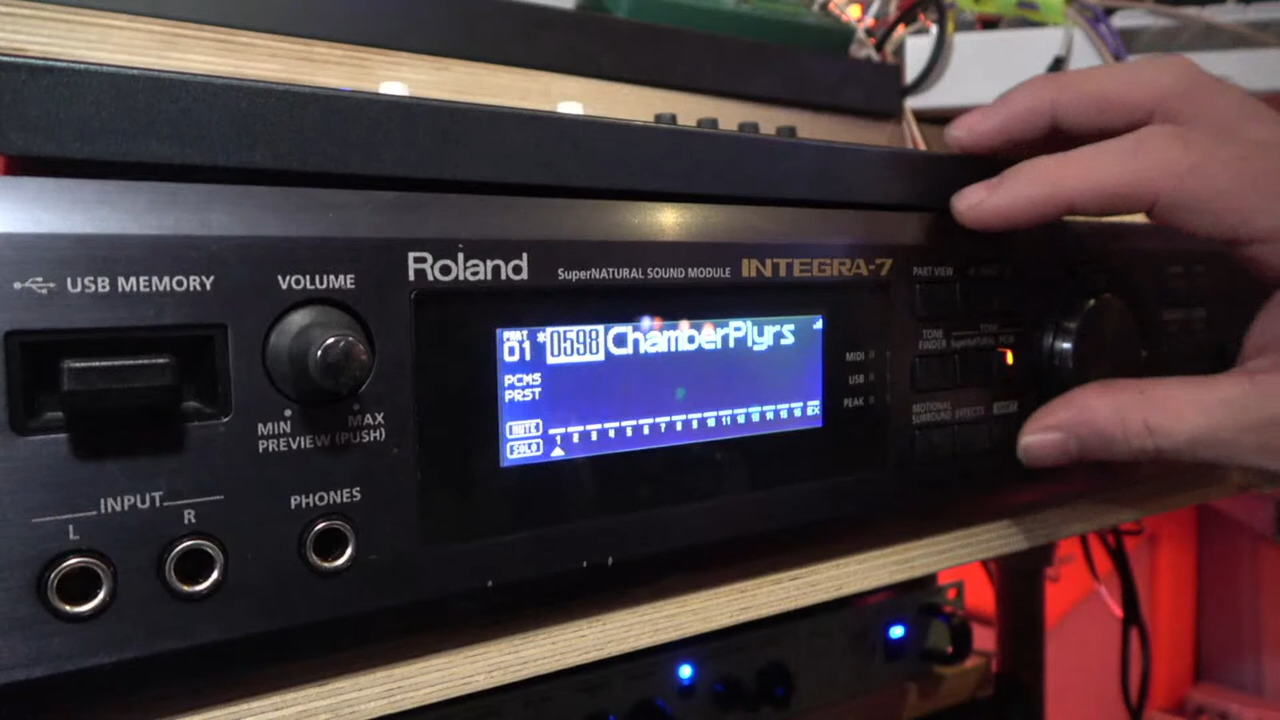 USB MEMORY
VOLUME
MIN
MAX
PREVIEW (PUSH)
INPUT
L
R
PHONES
Roland
SuperNATURAL SOUND MODULE
INTEGRA-7
PART
01
*0598 ChamberPlyrs
PCMS
PRST
MUTE
SOLO
1 2 3 4 5 6 7 8 9 10 11 12 13 14 15 16 EX
MIDI
USB
PEAK
PART VIEW
TONE
FINDER
TONE
SuperNATURAL PCM
MOTIONAL
SURROUND
EFFECTS
SHIFT